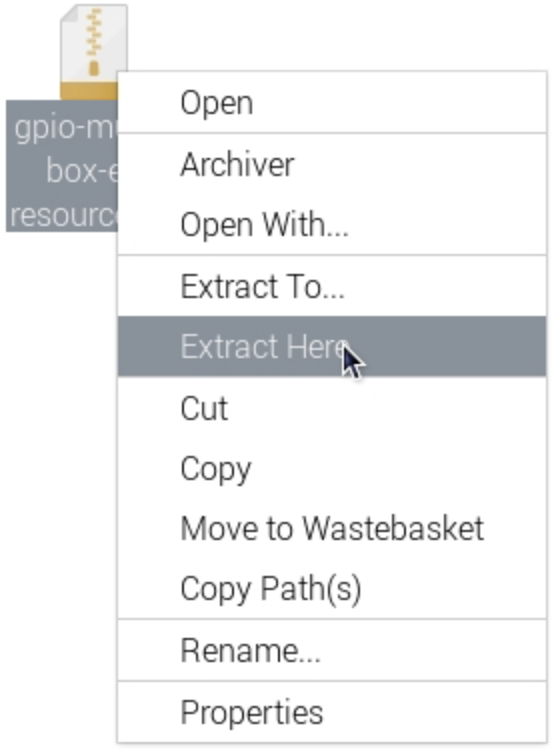 gpio-mu
box-e
resourc
Open
Archiver
Open With...
Extract To...
Extract Here
Cut
Copy
Move to Wastebasket
Copy Path(s)
Rename...
Properties